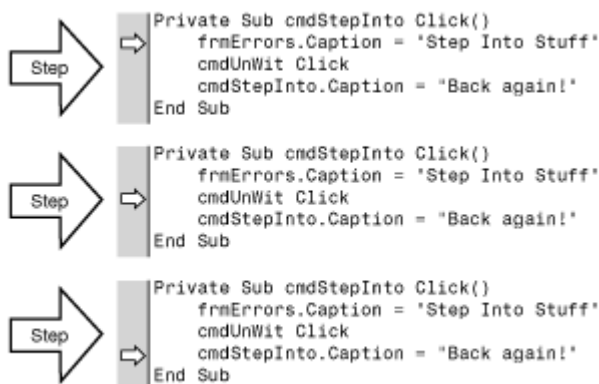 Private Sub cmdStepInto Click()
Step
frmErrors.Caption = "Step Into Stuff"
cmdUnWit Click
cmdStepInto.Caption = "Back again!"
End Sub
Private Sub cmdStepInto Click()
frmErrors.Caption = "Step Into Stuff"
Step
cmdUnWit Click
cmdStepInto.Caption = "Back again!"
End Sub
Private Sub cmdStepInto Click()
frmErrors.Caption = "Step Into Stuff"
Step
cmdUnWit Click
cmdStepInto.Caption = "Back again!"
End Sub